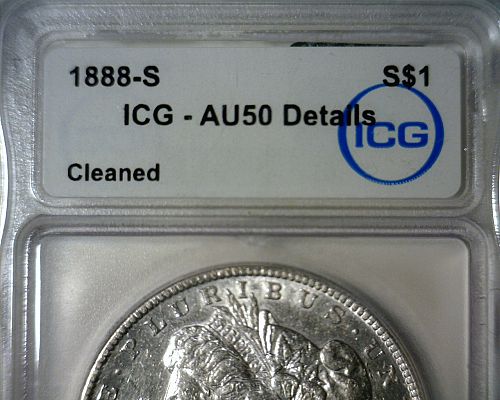 1888-S S$1
ICG - AU50 Details
ICG
Cleaned
PLURIBUS